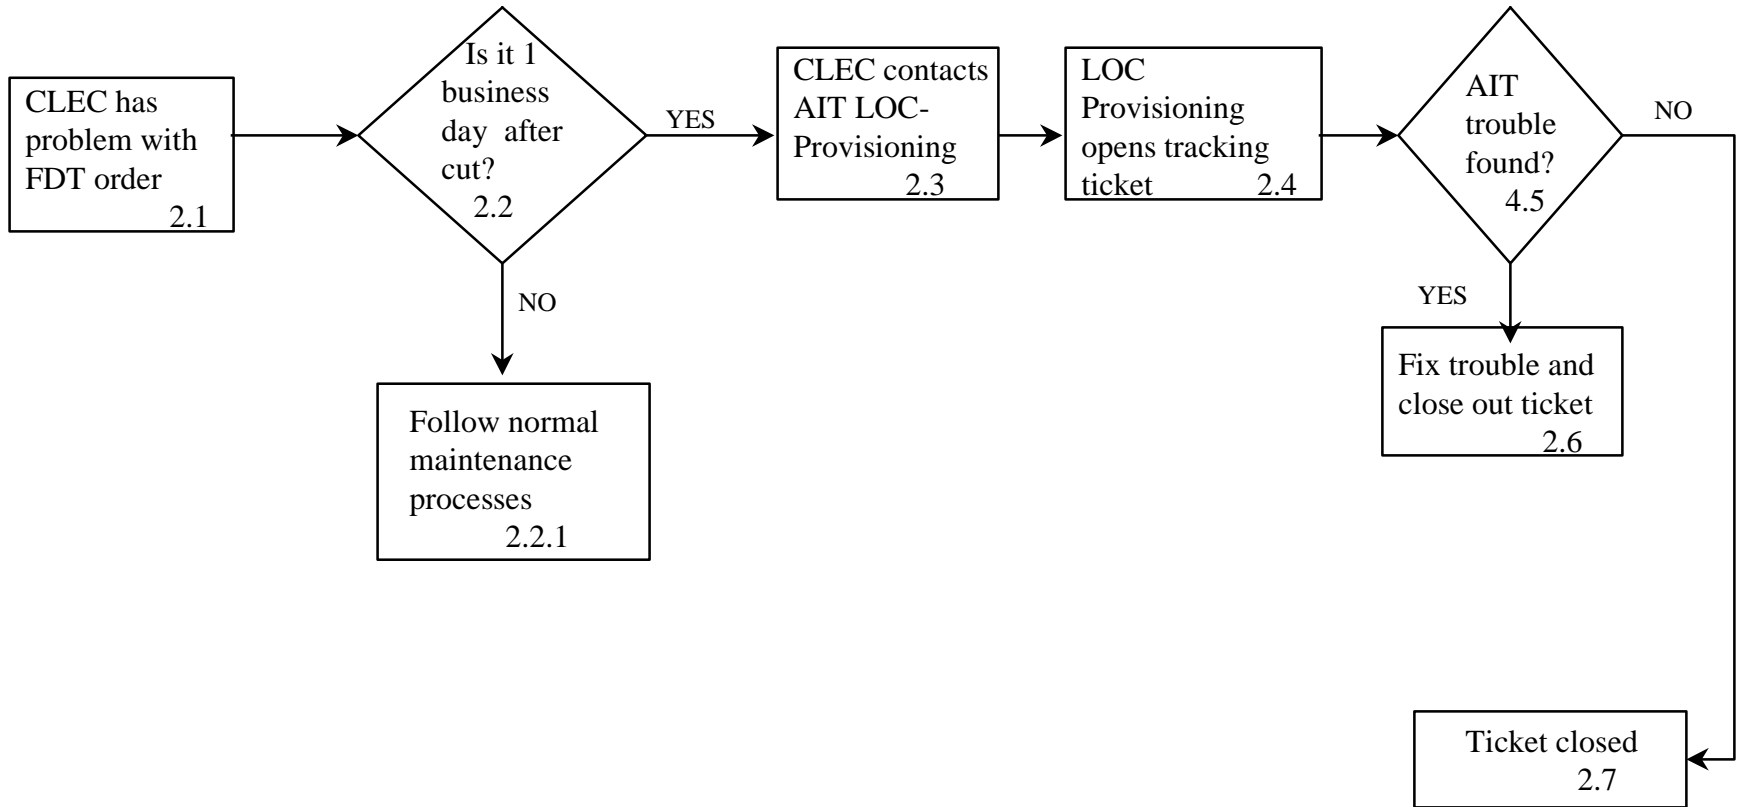 CLEC has
problem with
FDT order
2.1
Is it 1
business
day after
cut?
2.2
YES
NO
Follow normal
maintenance
processes
2.2.1
CLEC contacts
AIT LOC-
Provisioning
2.3
LOC
Provisioning
opens tracking
ticket 2.4
AIT
trouble
found?
4.5
NO
YES
Fix trouble and
close out ticket
2.6
Ticket closed
2.7